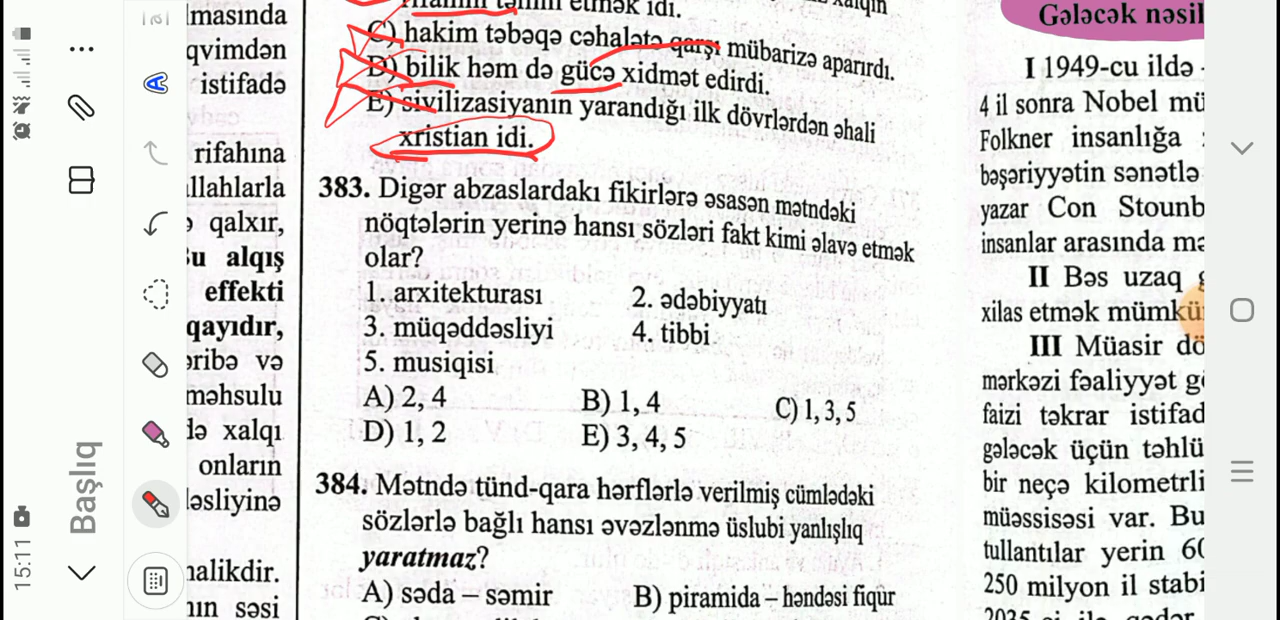 15:11
Başlıq
lmasında
qvimdən
istifadə
rifahına
llahlarla
qalxır,
u alqış
effekti
qayıdır,
əribə və
məhsulu
də xalqı
onların
ləsliyinə
nalikdir.
nın səsi
etmək idi.
C) hakim təbəqə cəhalətə qarşı mübarizə aparırdı.
D) bilik həm də gücə xidmət edirdi.
E) sivilizasiyanın yarandığı ilk dövrlərdən əhali
xristian idi.
383. Digər abzaslardakı fikirlərə əsasən mətndəki
nöqtələrin yerinə hansı sözləri fakt kimi əlavə etmək
olar?
1. arxitekturası 2. ədəbiyyatı
3. müqəddəsliyi 4. tibbi
5. musiqisi
A) 2, 4 B) 1, 4 C) 1, 3, 5
D) 1, 2 E) 3, 4, 5
384. Mətndə tünd-qara hərflərlə verilmiş cümlədəki
sözlərlə bağlı hansı əvəzlənmə üslubi yanlışlıq
yaratmaz?
A) səda – səmir B) piramida – həndəsi fiqur
Gələcək nəsil
I 1949-cu ildə
4 il sonra Nobel mü
Folkner insanlığa
bəşəriyyətin sənətlə
yazar Con Stounb
insanlar arasında mə
II Bəs uzaq
xilas etmək mümkü
III Müasir dö
mərkəzi fəaliyyət g
faizi təkrar istifad
gələcək üçün təhlü
bir neçə kilometrli
müəssisəsi var. Bu
tullantılar yerin 60
250 milyon il stabi